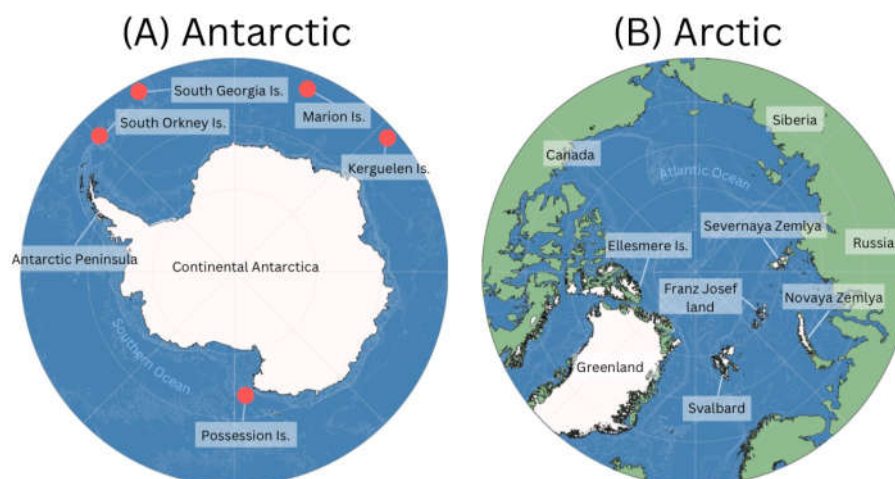 (A) Antarctic
South Georgia Is.
South Orkney Is.
Marion Is.
Kerguelen Is.
Antarctic Peninsula
Continental Antarctica
Southern Ocean
Possession Is.
(B) Arctic
Siberia
Canada
Atlantic Ocean
Severnaya Zemlya
Ellesmere Is.
Russia
Franz Josef
land
Novaya Zemlya
Greenland
Svalbard